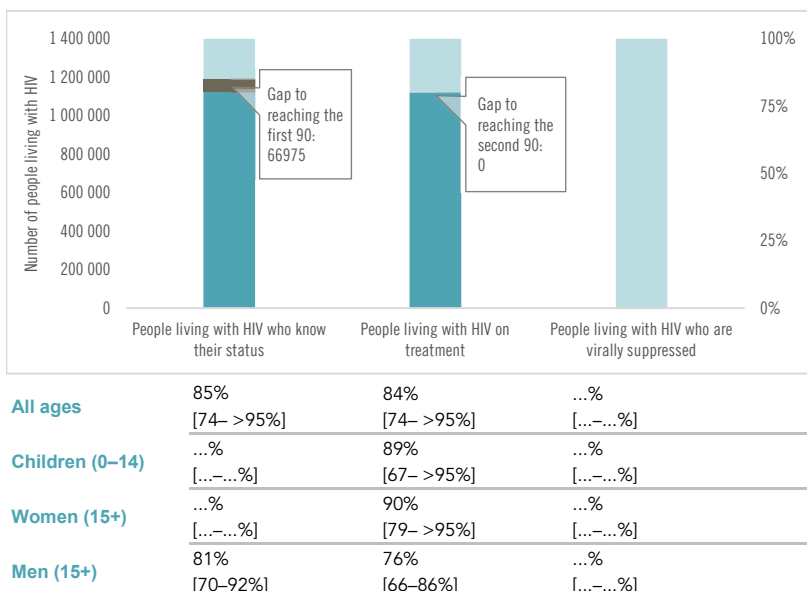 1 400 000
1 200 000
1 000 000
800 000
600 000
400 000
200 000
0
Number of people living with HIV
Gap to
reaching the
first 90:
66975
Gap to
reaching the
second 90:
0
100%
75%
50%
25%
0%
People living with HIV who know
their status
People living with HIV on
treatment
People living with HIV who are
virally suppressed
All ages
85%
[74– >95%]
84%
[74– >95%]
...%
[...–...%]
Children (0–14)
...%
[...–...%]
89%
[67– >95%]
...%
[...–...%]
Women (15+)
...%
[...–...%]
90%
[79– >95%]
...%
[...–...%]
Men (15+)
81%
[70–92%]
76%
[66–86%]
...%
[...–...%]